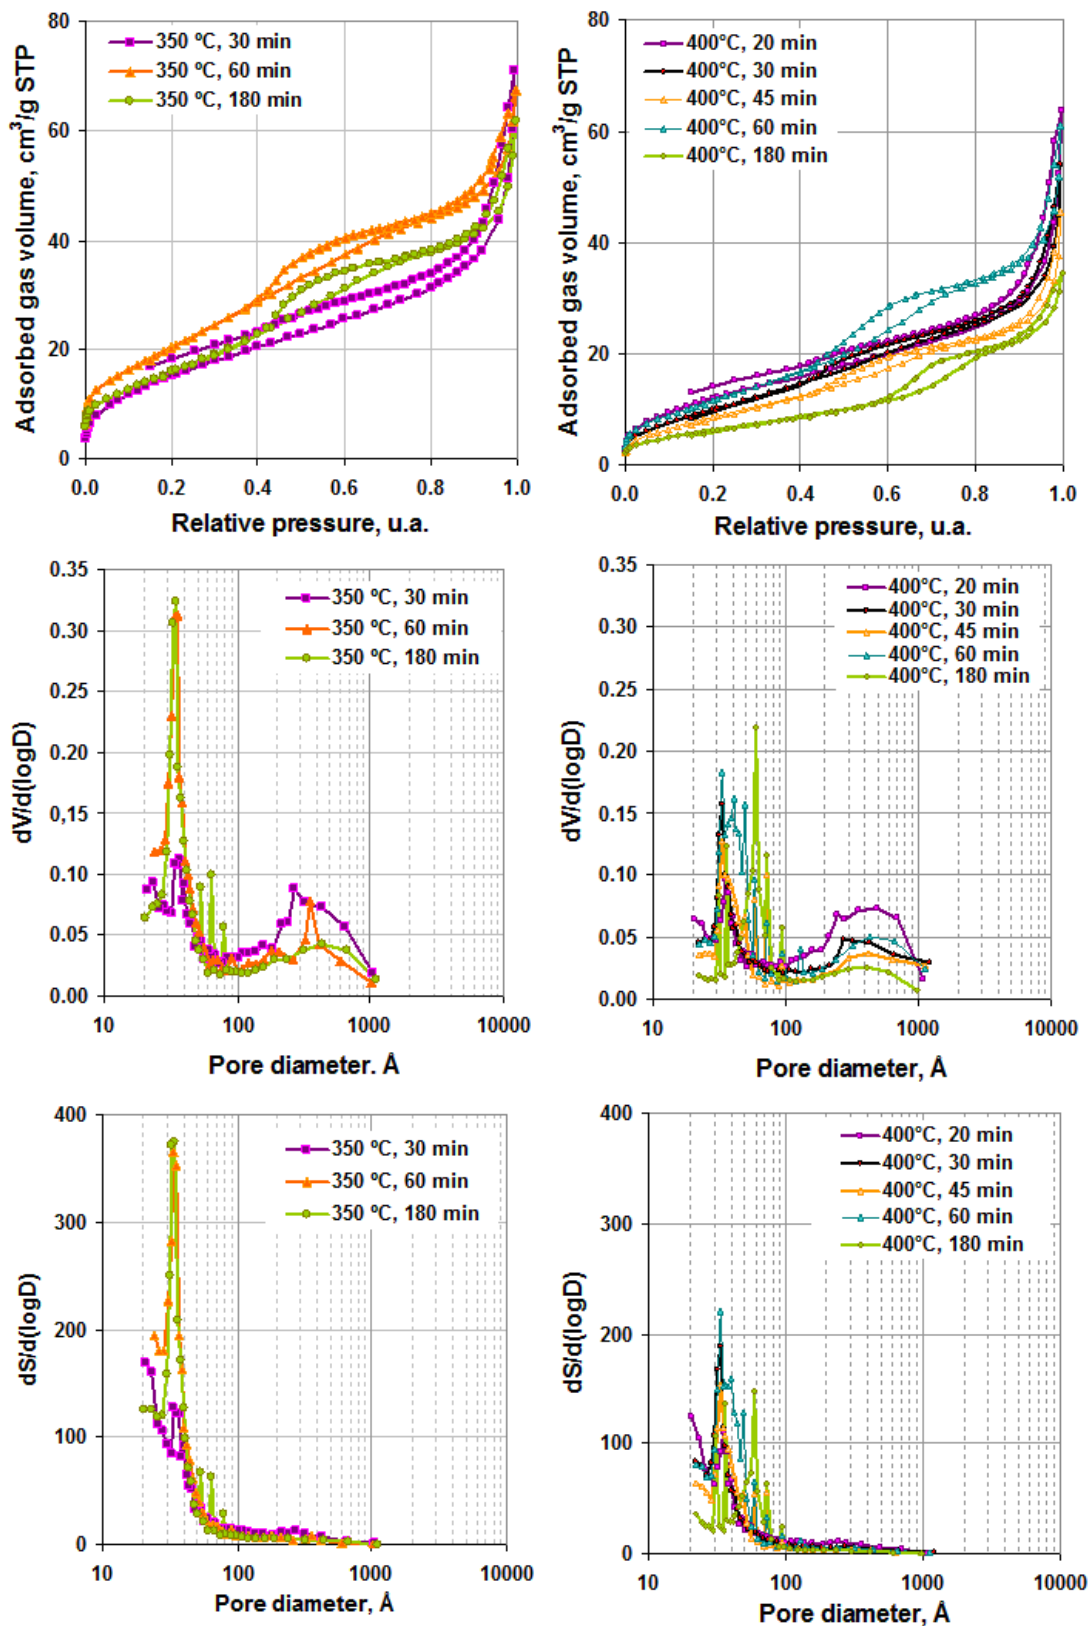 Adsorbed gas volume, cm³/g STP
80
60
40
20
0
350 ºC, 30 min
350 ºC, 60 min
350 ºC, 180 min
0.0 0.2 0.4 0.6 0.8 1.0
Relative pressure, u.a.
Adsorbed gas volume, cm³/g STP
80
60
40
20
0
400°C, 20 min
400°C, 30 min
400°C, 45 min
400°C, 60 min
400°C, 180 min
0.0 0.2 0.4 0.6 0.8 1.0
Relative pressure, u.a.
dV/d(logD)
0.35
0.30
0.25
0.20
0.15
0.10
0.05
0.00
350 ºC, 30 min
350 ºC, 60 min
350 ºC, 180 min
10 100 1000 10000
Pore diameter. Å
dV/d(logD)
0.35
0.30
0.25
0.20
0.15
0.10
0.05
0.00
400°C, 20 min
400°C, 30 min
400°C, 45 min
400°C, 60 min
400°C, 180 min
10 100 1000 10000
Pore diameter, Å
dS/d(logD)
400
300
200
100
0
350 ºC, 30 min
350 ºC, 60 min
350 ºC, 180 min
10 100 1000 10000
Pore diameter, Å
dS/d(logD)
400
300
200
100
0
400°C, 20 min
400°C, 30 min
400°C, 45 min
400°C, 60 min
400°C, 180 min
10 100 1000 10000
Pore diameter, Å